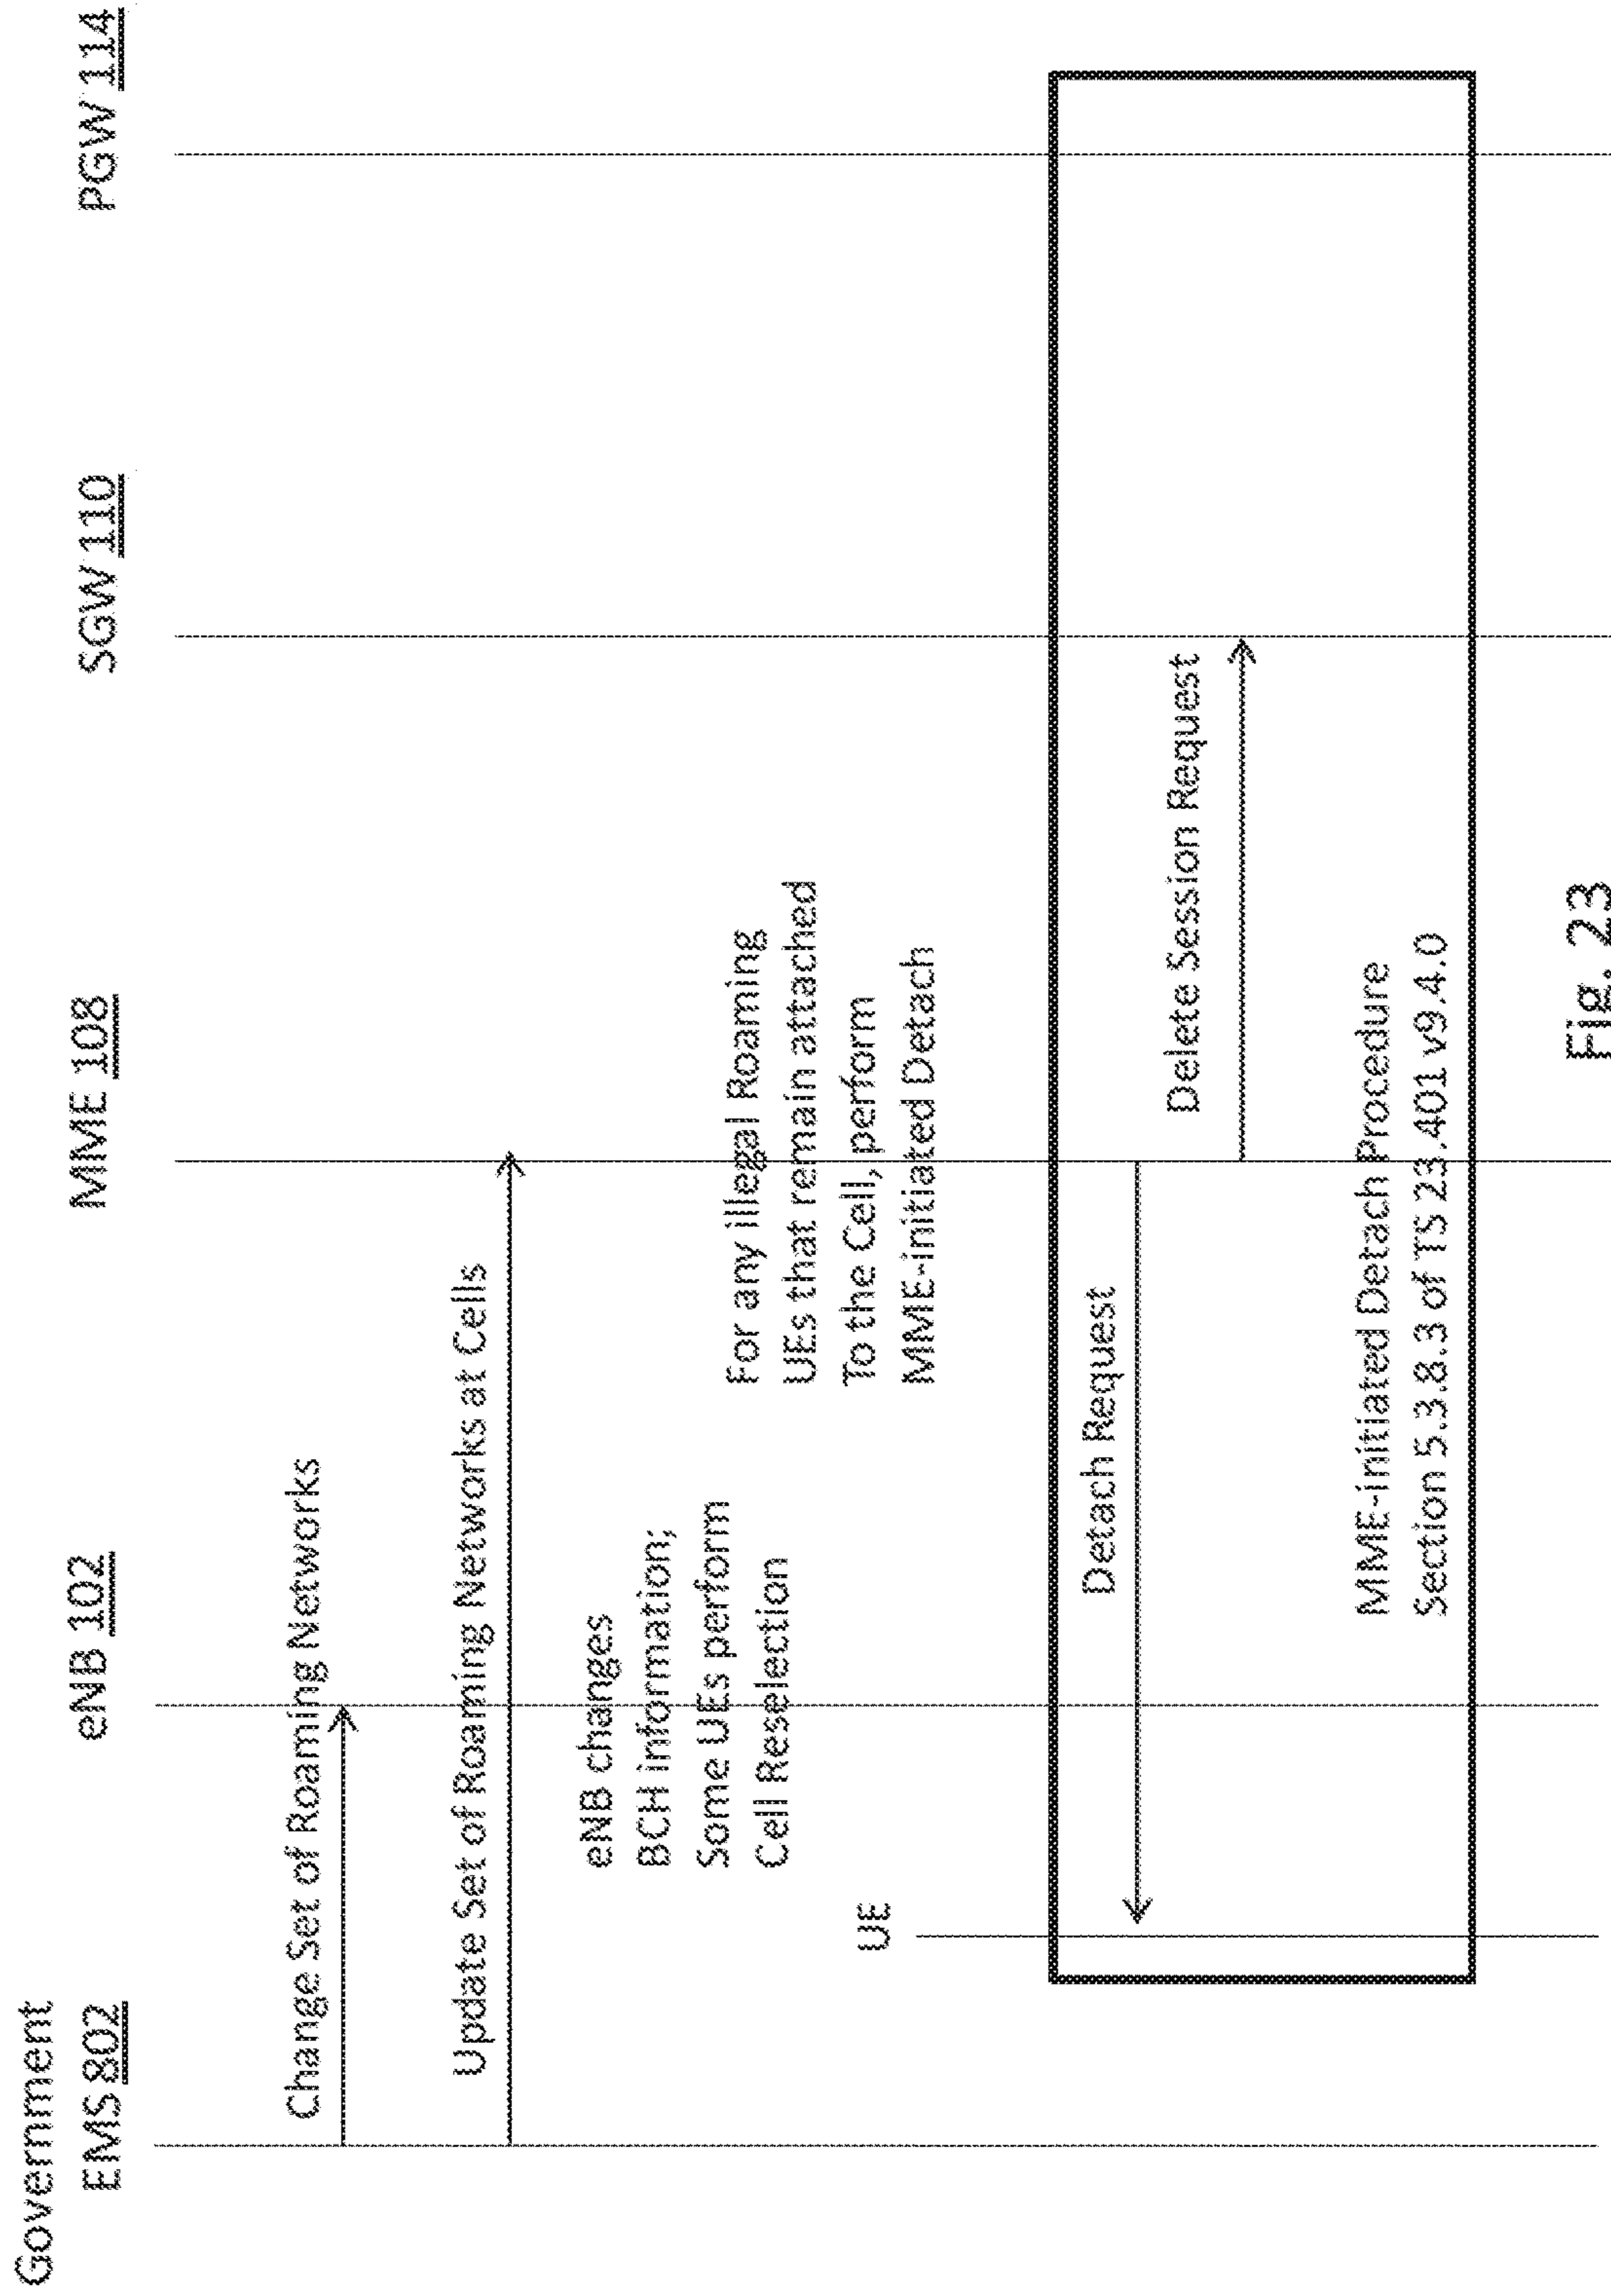 Government
EMS 802
eNB 102
MME 108
SGW 110
PGW 114
Change Set of Roaming Networks
Update Set of Roaming Networks at Cells
eNB changes
BCH information;
Some UEs perform
Cell Reselection
For any illegal Roaming
UEs that remain attached
To the Cell, perform
MME-initiated Detach
UE
Detach Request
Delete Session Request
MME-initiated Detach Procedure
Section 5.3.8.3 of TS 23.401 v9.4.0
Fig. 23